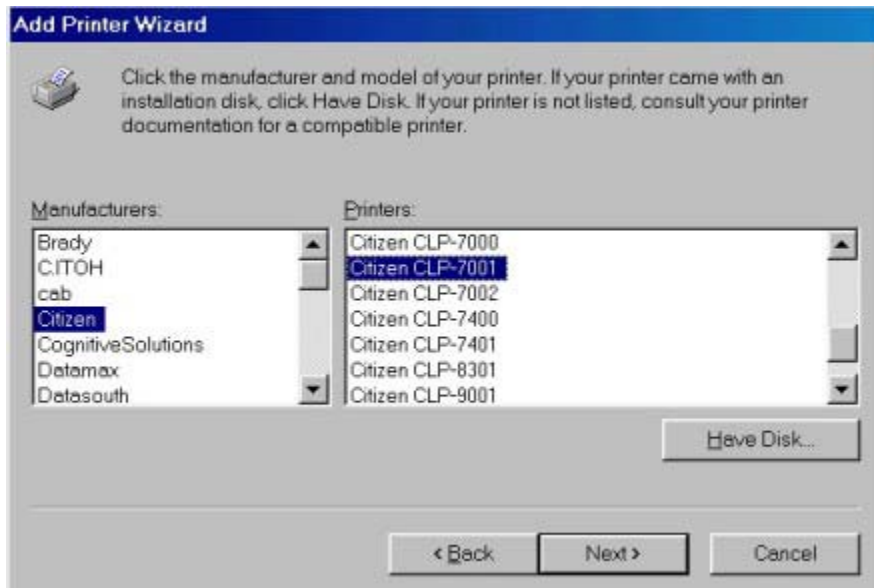 Add Printer Wizard
Click the manufacturer and model of your printer. If your printer came with an
installation disk, click Have Disk. If your printer is not listed, consult your printer
documentation for a compatible printer.
Manufacturers:
Brady
C.ITOH
cab
Citizen
CognitiveSolutions
Datamax
Datasouth
Printers:
Citizen CLP-7000
Citizen CLP-7001
Citizen CLP-7002
Citizen CLP-7400
Citizen CLP-7401
Citizen CLP-8301
Citizen CLP-9001
Have Disk...
< Back
Next >
Cancel